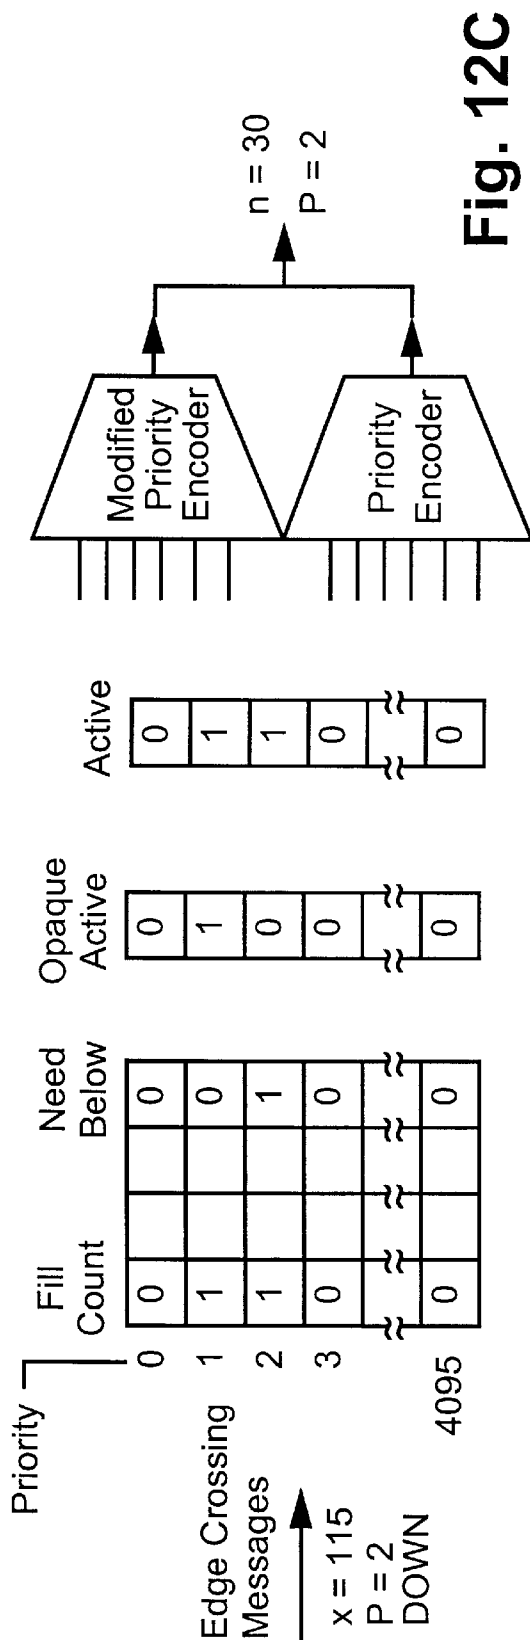 Priority
Edge Crossing
Messages
x = 115
P = 2
DOWN
Fill
Count
Need
Below
Opaque
Active
Active
0 0 0 0 0
1 1 0 1 1
2 1 1 0 1
3 0 0 0 0
4095 0 0 0 0
Modified
Priority
Encoder
Priority
Encoder
n = 30
P = 2
Fig. 12C